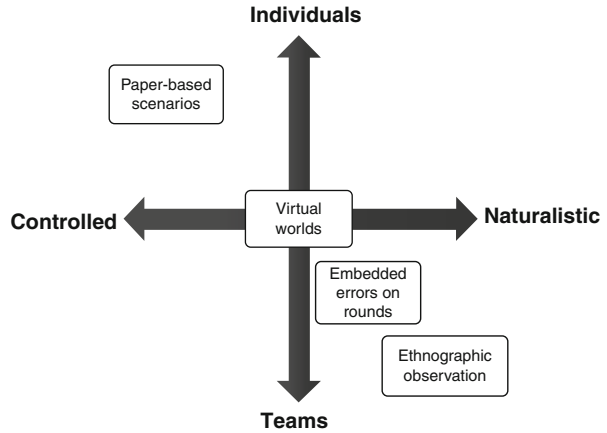 Individuals
Paper-based
scenarios
Controlled
Virtual
worlds
Naturalistic
Embedded
errors on
rounds
Ethnographic
observation
Teams